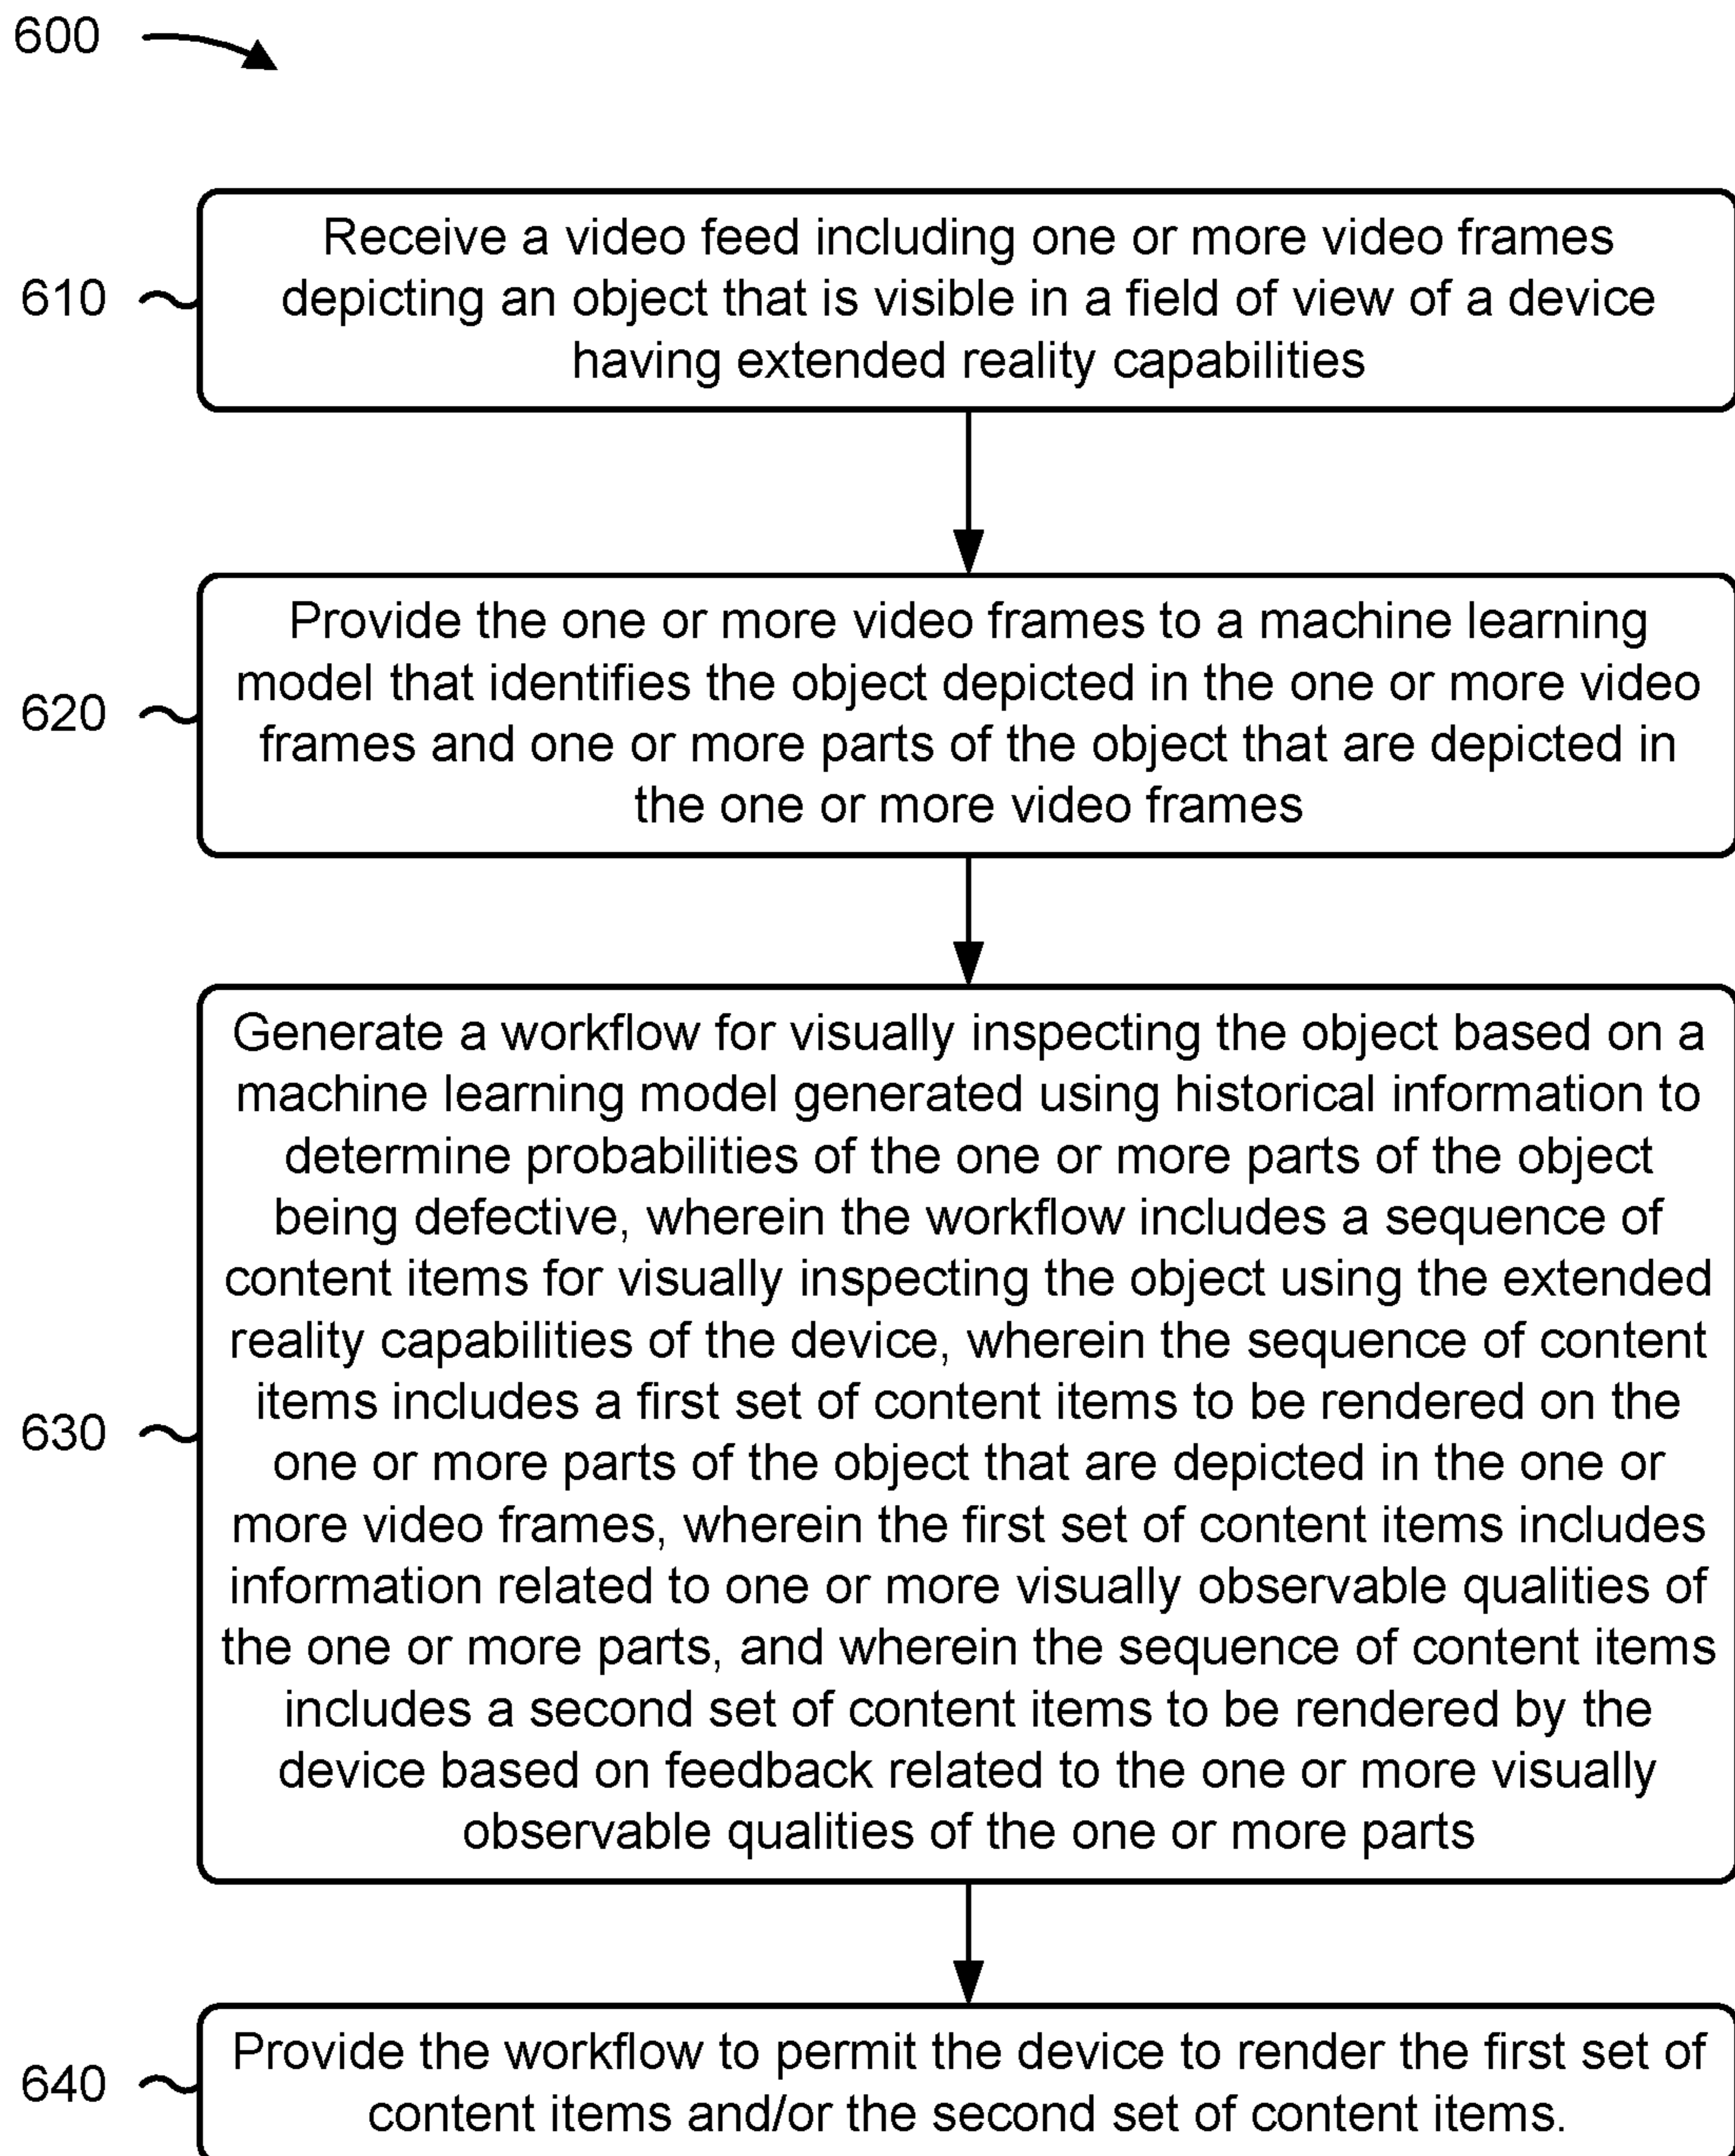 600
Receive a video feed including one or more video frames
depicting an object that is visible in a field of view of a device
having extended reality capabilities
610
Provide the one or more video frames to a machine learning
model that identifies the object depicted in the one or more video
frames and one or more parts of the object that are depicted in
the one or more video frames
620
Generate a workflow for visually inspecting the object based on a
machine learning model generated using historical information to
determine probabilities of the one or more parts of the object
being defective, wherein the workflow includes a sequence of
content items for visually inspecting the object using the extended
reality capabilities of the device, wherein the sequence of content
items includes a first set of content items to be rendered on the
one or more parts of the object that are depicted in the one or
more video frames, wherein the first set of content items includes
information related to one or more visually observable qualities of
the one or more parts, and wherein the sequence of content items
includes a second set of content items to be rendered by the
device based on feedback related to the one or more visually
observable qualities of the one or more parts
630
Provide the workflow to permit the device to render the first set of
content items and/or the second set of content items.
640